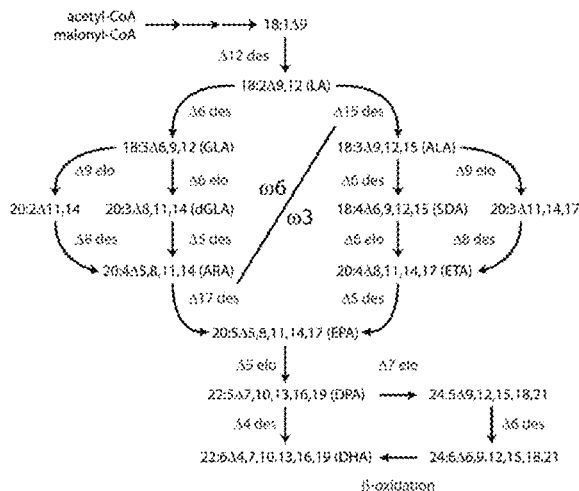 acetyl-CoA
malonyl-CoA
18:1Δ9
Δ12 des
18:2Δ9,12 (LA)
Δ6 des
Δ15 des
18:3Δ6,9,12 (GLA)
18:3Δ9,12,15 (ALA)
Δ9 elo
Δ6 elo
Δ6 des
Δ9 elo
ω6
ω3
20:2Δ11,14
20:3Δ8,11,14 (dGLA)
18:4Δ6,9,12,15 (SDA)
20:3Δ11,14,17
Δ8 des
Δ5 des
Δ6 elo
Δ8 des
20:4Δ5,8,11,14 (ARA)
20:4Δ8,11,14,17 (ETA)
Δ17 des
Δ5 des
20:5Δ5,8,11,14,17 (EPA)
Δ5 elo
Δ7 elo
22:5Δ7,10,13,16,19 (DPA)
24:5Δ9,12,15,18,21
Δ4 des
Δ6 des
22:6Δ4,7,10,13,16,19 (DHA)
24:6Δ6,9,12,15,18,21
β-oxidation